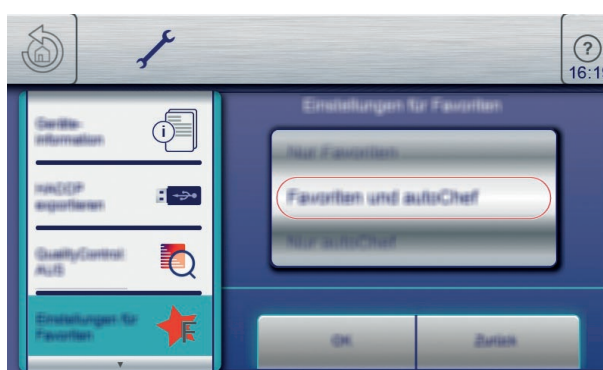 ?
16:19
Einstellungen für Favoriten
Geräte-
information
i
HACCP
exportieren
QualityControl:
AUS
Einstellungen für
Favoriten
F
Nur Favoriten
Favoriten und autoChef
Nur autoChef
OK
Zurück